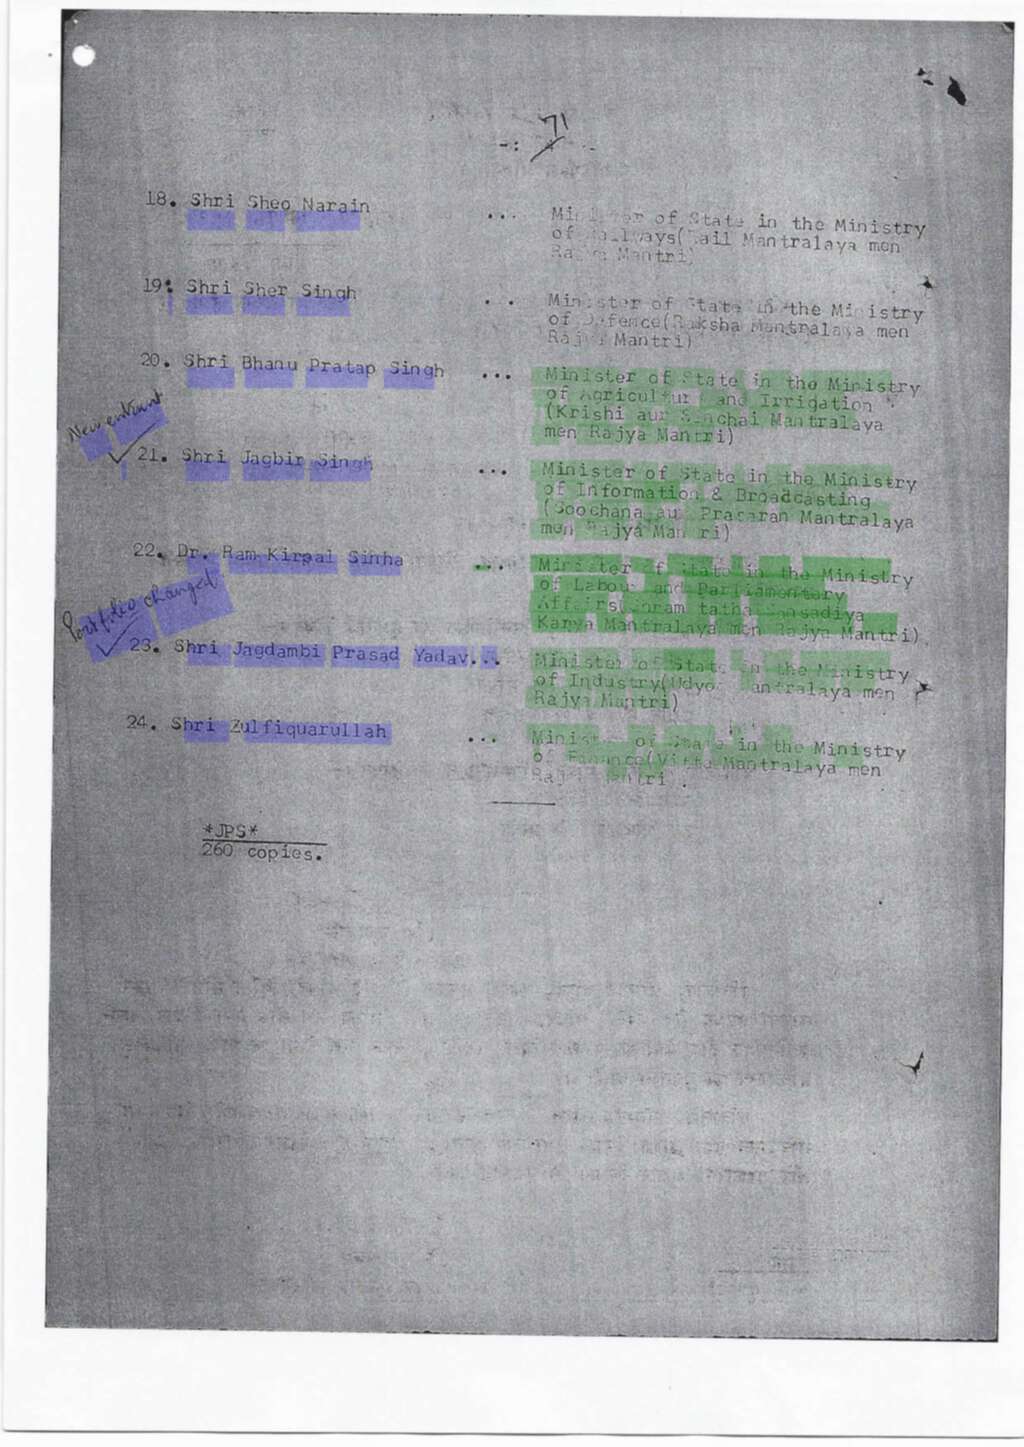 71
-:
18. Shri Sheo Narain ... Minister of State in the Ministry
of Railways(Rail Mantralaya men
Rajya Mantri)
19. Shri Sher Singh ... Minister of State in the Ministry
of Defence(Raksha Mantralaya men
Rajya Mantri)
20. Shri Bhanu Pratap Singh ... Minister of State in the Ministry
of Agriculture and Irrigation
(Krishi aur Sinchai Mantralaya
men Rajya Mantri)
New entrant
21. Shri Jagbir Singh ... Minister of State in the Ministry
of Information & Broadcasting
(Soochana aur Prasaran Mantralaya
men Rajya Mantri)
22. Dr. Ram Kirpal Sinha ... Minister of State in the Ministry
of Labour and Parliamentary
Affairs(Shram tatha Sansadiya
Karya Mantralaya men Rajya Mantri)
Portfolio changed
23. Shri Jagdambi Prasad Yadav... Minister of State in the Ministry
of Industry(Udyog Mantralaya men
Rajya Mantri)
24. Shri Zulfiquarullah ... Minister of State in the Ministry
of Finance(Vitta Mantralaya men
Rajya Mantri).
*JPS*
260 copies.